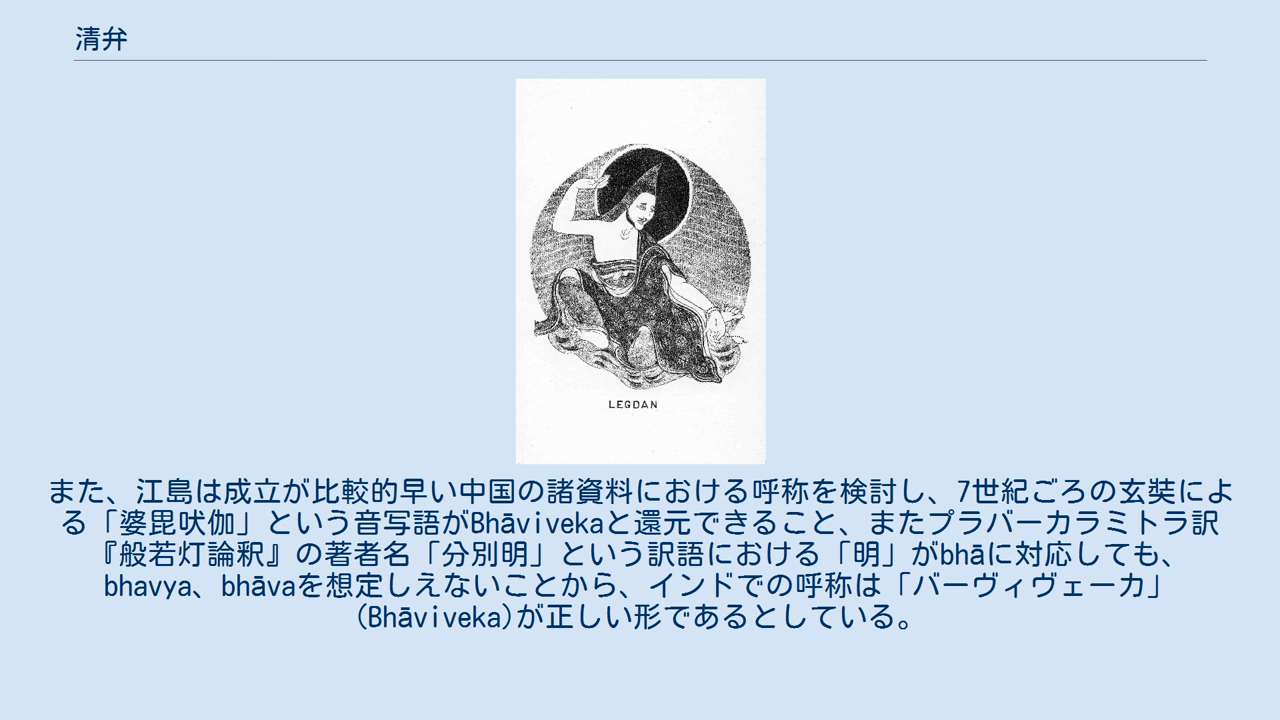 清弁
LEGDAN
また、江島は成立が比較的早い中国の諸資料における呼称を検討し、7世紀ごろの玄奘によ
る「婆毘吠伽」という音写語がBhāvivekaと還元できること、またプラバーカラミトラ訳
『般若灯論釈』の著者名「分別明」という訳語における「明」がbhāに対応しても、
bhavya、bhāvaを想定しえないことから、インドでの呼称は「バーヴィヴェーカ」
(Bhāviveka)が正しい形であるとしている。